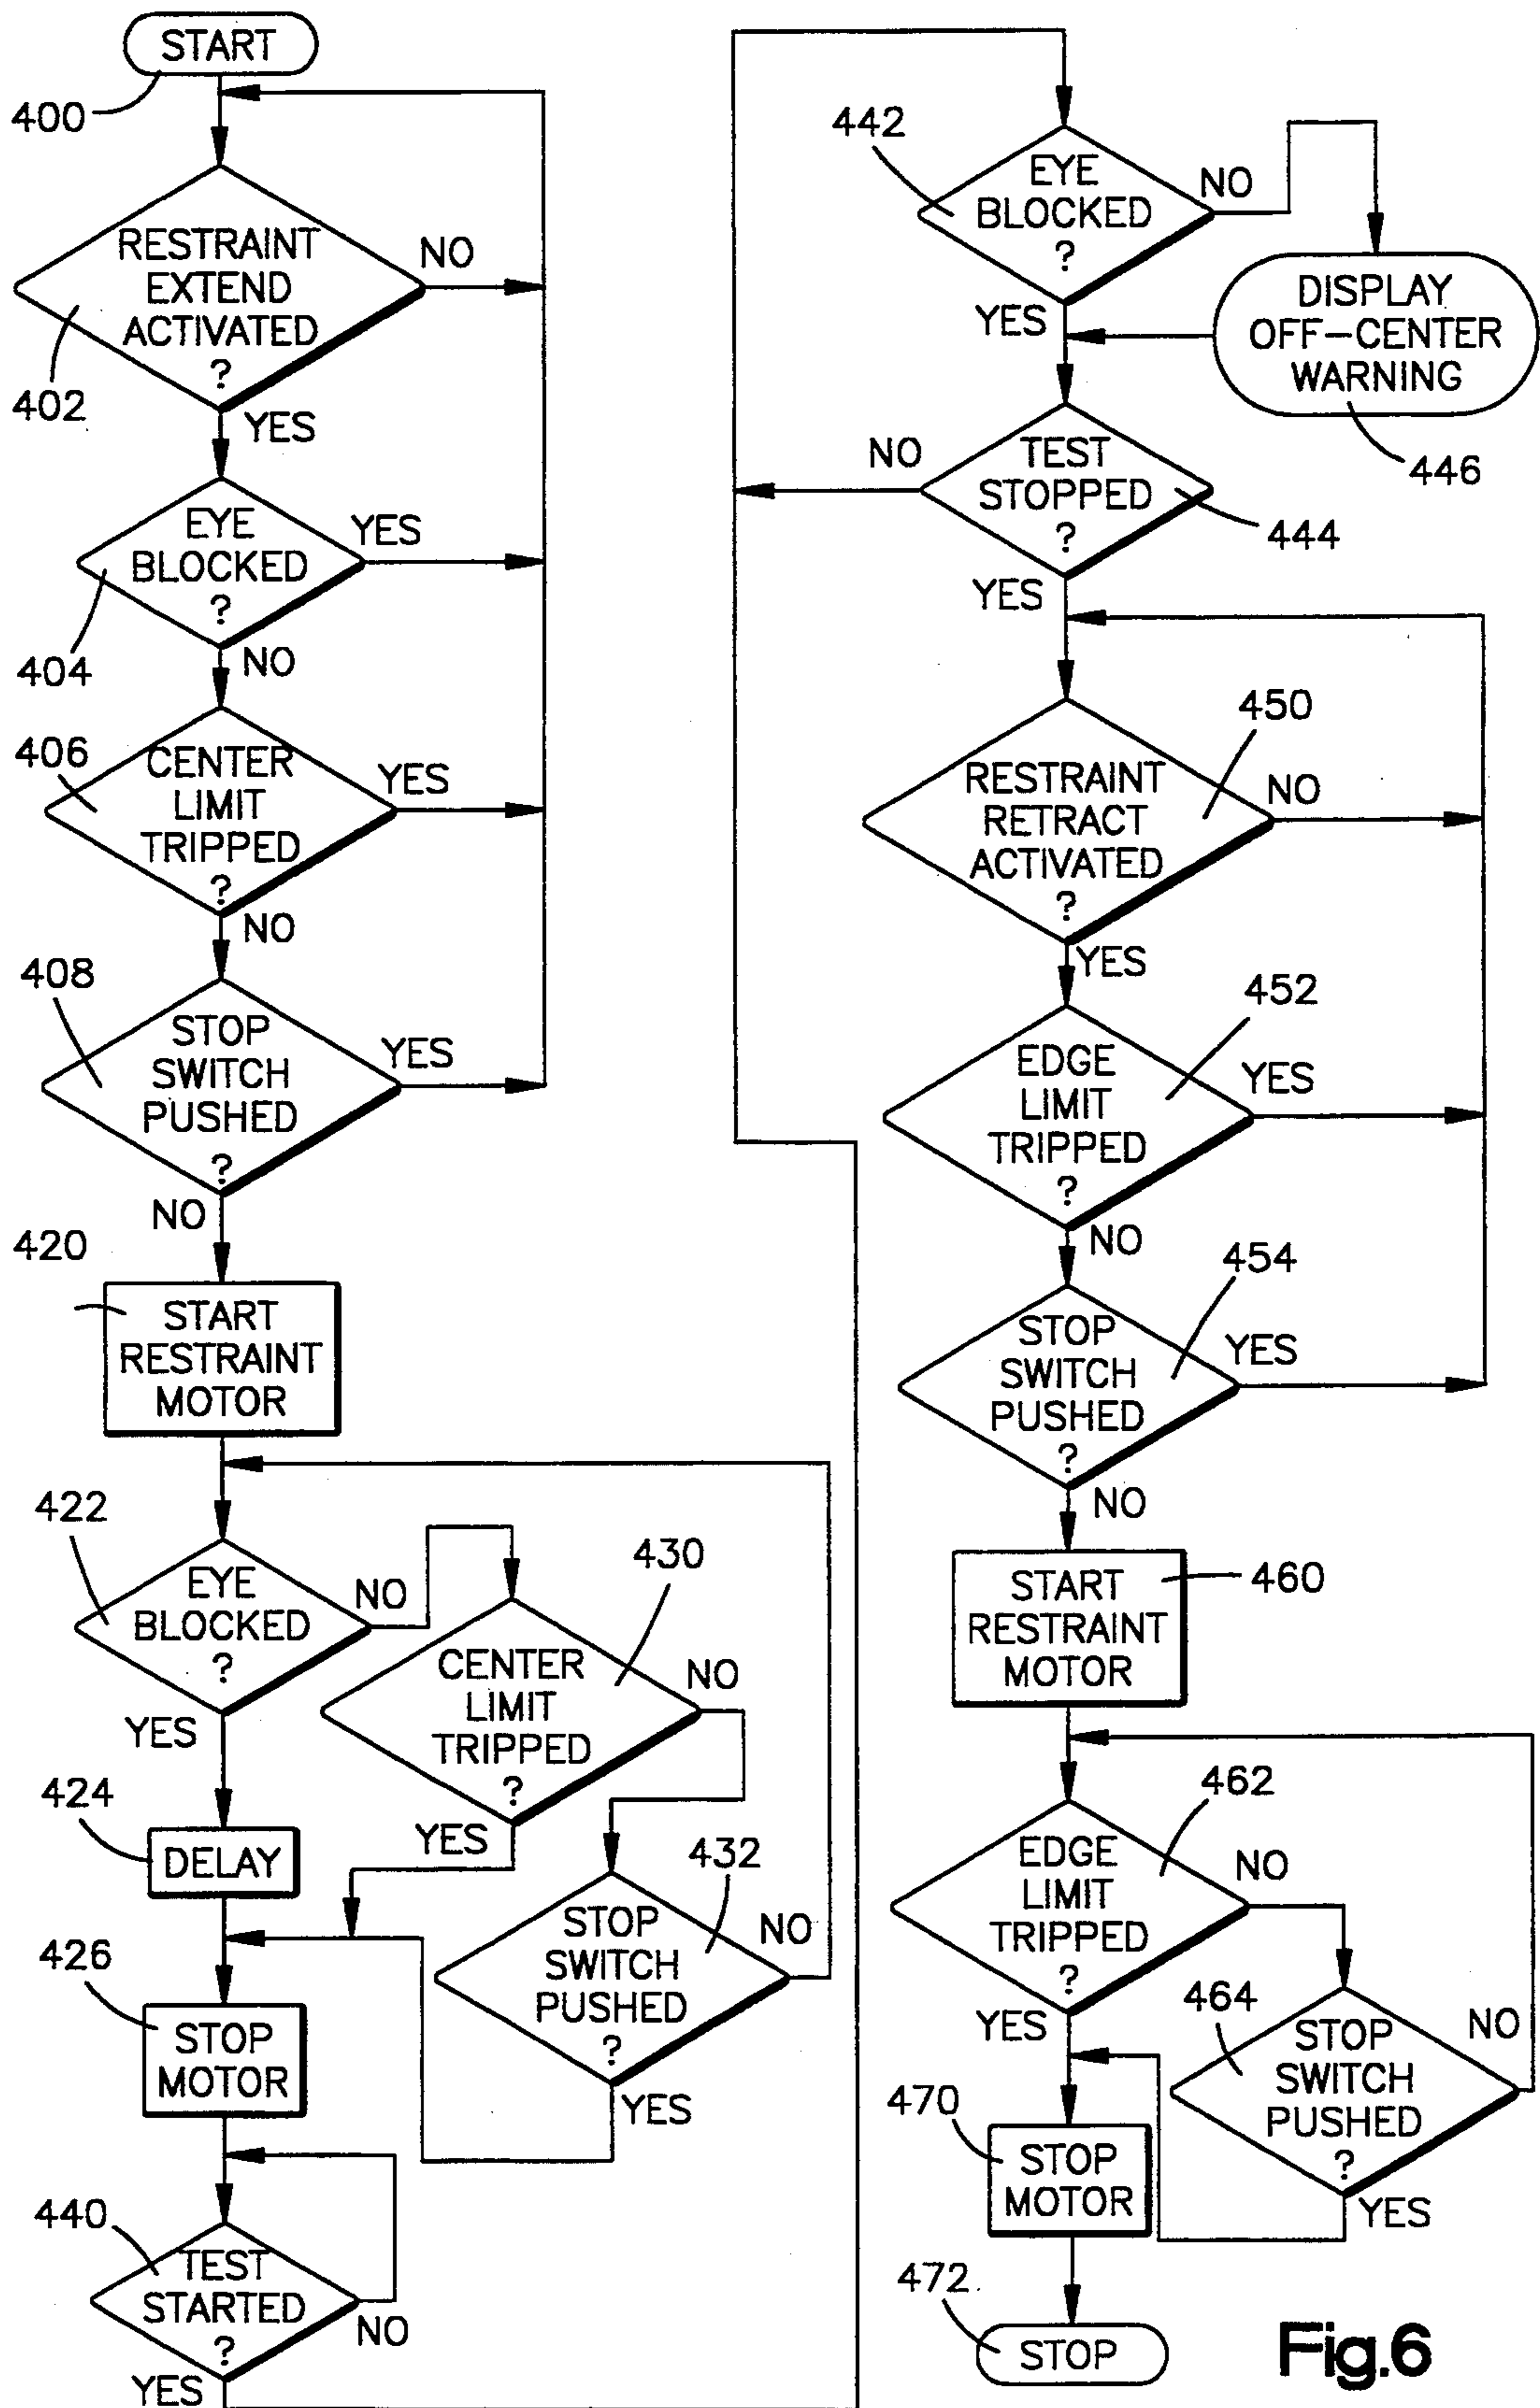 START
400
RESTRAINT
EXTEND
ACTIVATED
?
NO
402
YES
EYE
BLOCKED
?
YES
404
NO
406
CENTER
LIMIT
TRIPPED
?
YES
NO
408
STOP
SWITCH
PUSHED
?
YES
NO
420
START
RESTRAINT
MOTOR
422
EYE
BLOCKED
?
NO
YES
430
CENTER
LIMIT
TRIPPED
?
NO
YES
424
DELAY
432
STOP
SWITCH
PUSHED
?
NO
YES
426
STOP
MOTOR
440
TEST
STARTED
?
NO
YES
442
EYE
BLOCKED
?
NO
YES
DISPLAY
OFF-CENTER
WARNING
446
TEST
STOPPED
?
NO
444
YES
450
RESTRAINT
RETRACT
ACTIVATED
?
NO
YES
452
EDGE
LIMIT
TRIPPED
?
YES
NO
454
STOP
SWITCH
PUSHED
?
YES
NO
START
RESTRAINT
MOTOR
460
462
EDGE
LIMIT
TRIPPED
?
NO
YES
464
STOP
SWITCH
PUSHED
?
NO
YES
470
STOP
MOTOR
472
STOP
Fig.6